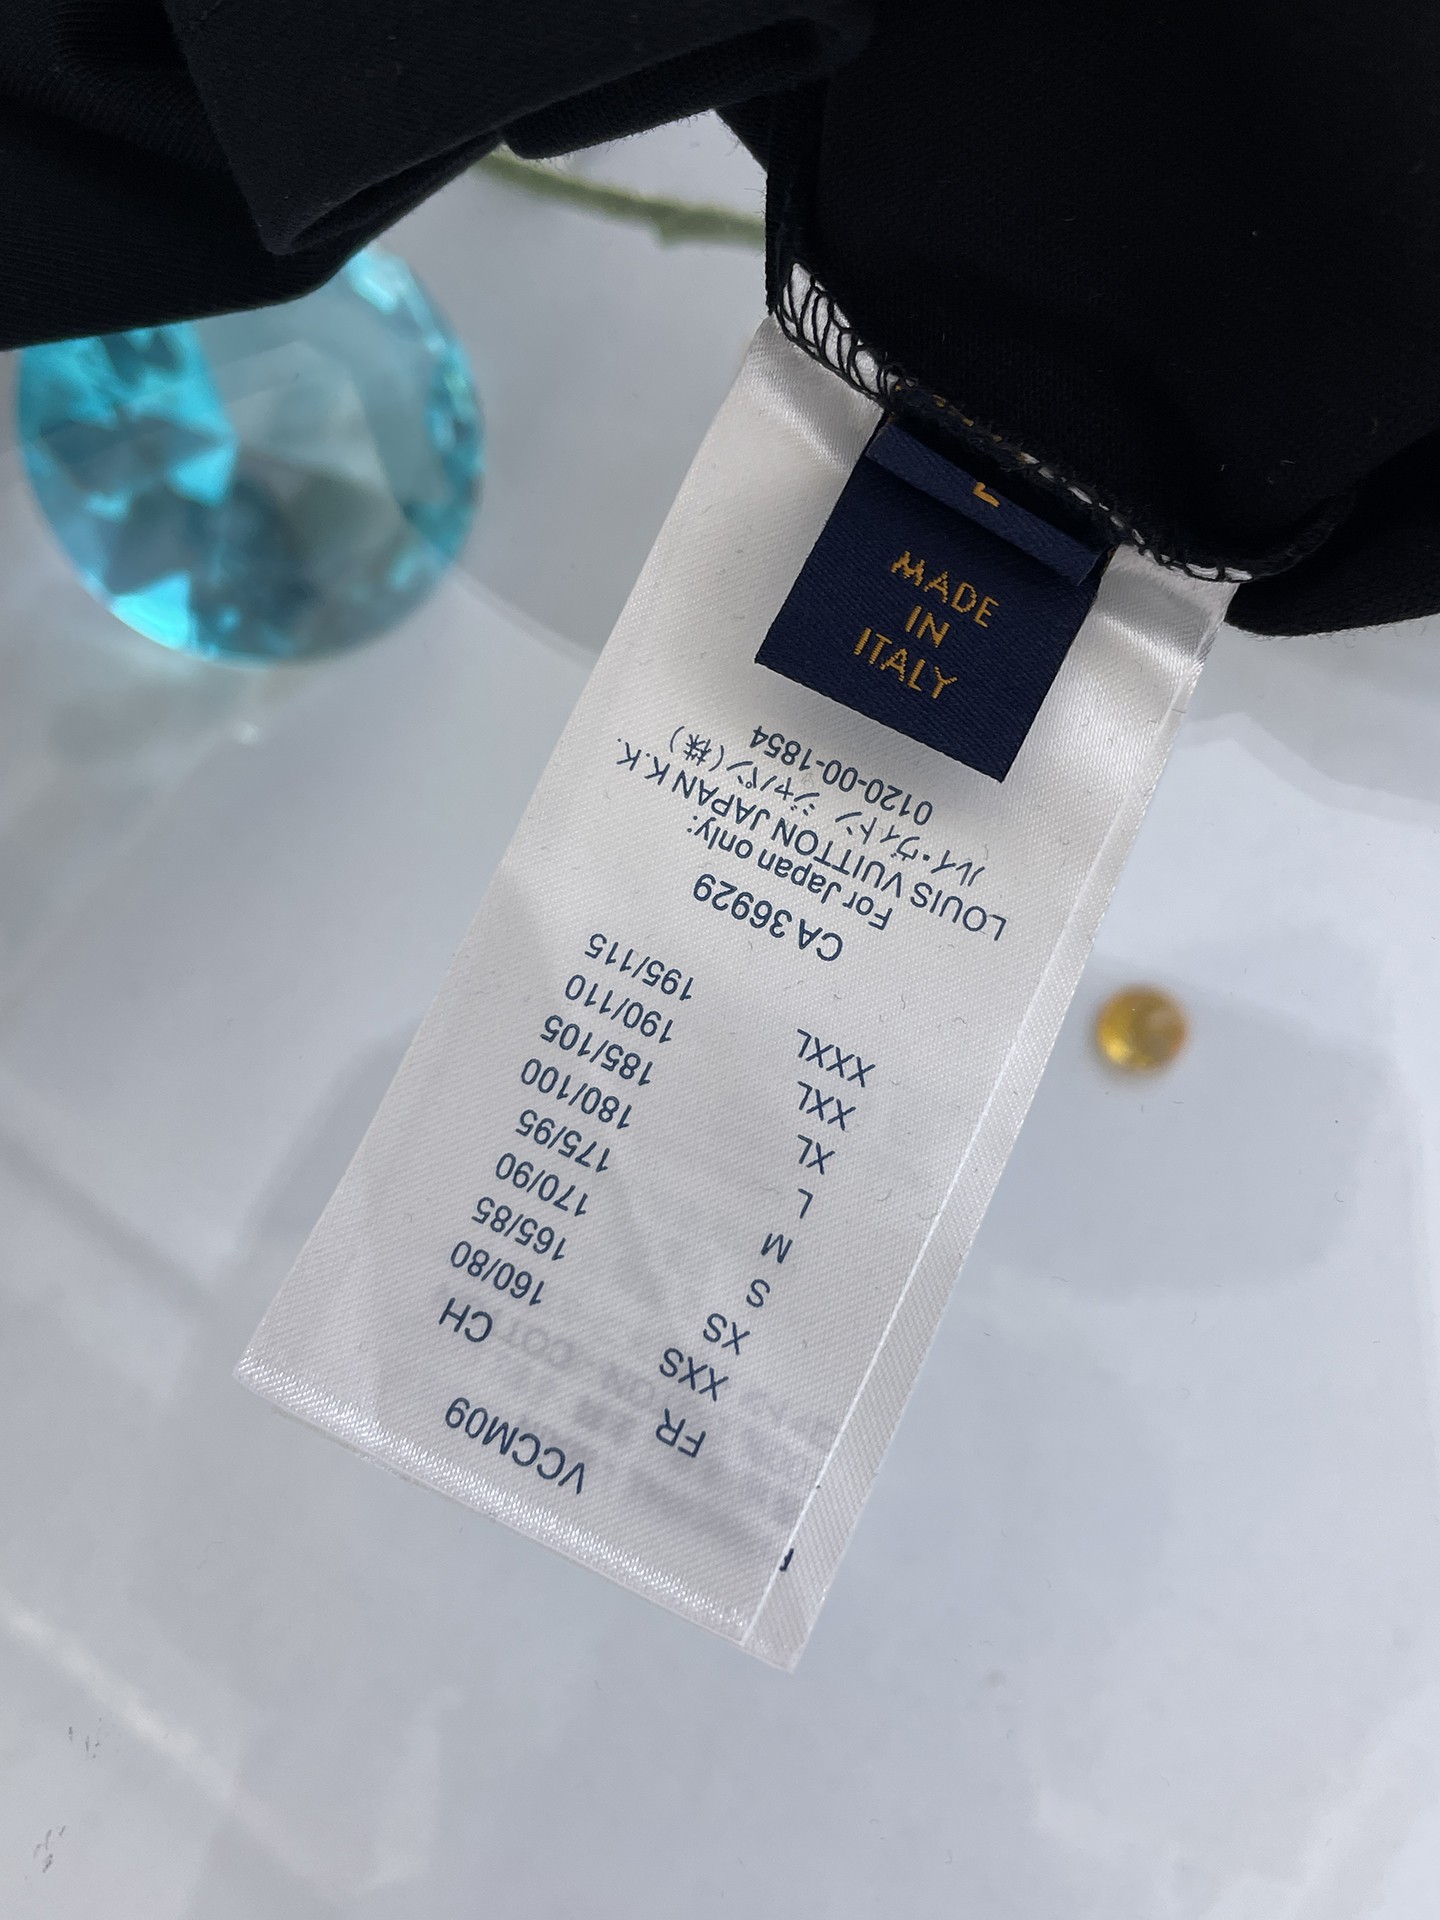 L
MADE
IN
ITALY
VCCM09
FR CH
XXS 160/80
XS 165/85
S 170/90
M 175/95
L 180/100
XL 185/105
XXL 190/110
XXXL 195/115
CA 36929
For Japan only:
LOUIS VUITTON JAPAN K.K.
ルイ・ヴィトン ジャパン(株)
0120-00-1854